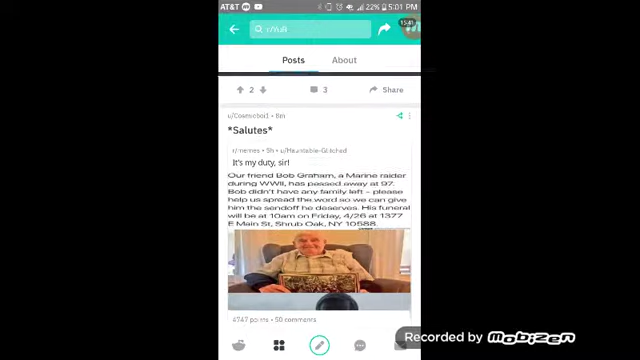 AT&T 22% 5:01 PM
15:41
Posts About
2 3 Share
8m
*Salutes*
r/memes • 5h • u/Hauntable-Glitched
It's my duty, sir!
Our friend Bob Graham, a Marine raider
during WWII, has passed away at 97.
Bob didn't have any family left - please
help us spread the word so we can give
him the sendoff he deserves. His funeral
will be at 10am on Friday, 4/26 at 1377
E Main St, Shrub Oak, NY 10588.
4747 points • 50 comments
Recorded by Mobizen